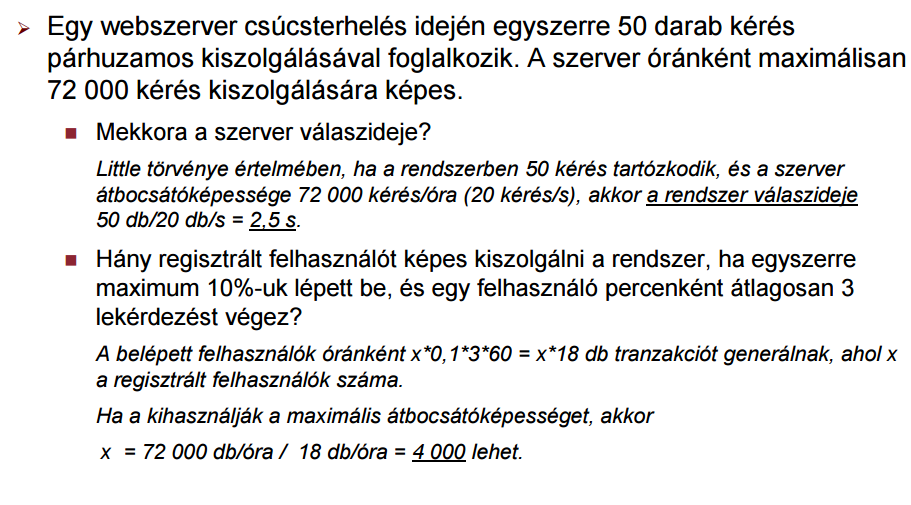 Egy webszerver csúcsterhelés idején egyszerre 50 darab kérés
párhuzamos kiszolgálásával foglalkozik. A szerver óránként maximálisan
72 000 kérés kiszolgálására képes.
Mekkora a szerver válaszideje?
Little törvénye értelmében, ha a rendszerben 50 kérés tartózkodik, és a szerver
átbocsátóképessége 72 000 kérés/óra (20 kérés/s), akkor a rendszer válaszideje
50 db/20 db/s = 2,5 s.
Hány regisztrált felhasználót képes kiszolgálni a rendszer, ha egyszerre
maximum 10%-uk lépett be, és egy felhasználó percenként átlagosan 3
lekérdezést végez?
A belépett felhasználók óránként x*0,1*3*60 = x*18 db tranzakciót generálnak, ahol x
a regisztrált felhasználók száma.
Ha a kihasználják a maximális átbocsátóképességet, akkor
x = 72 000 db/óra / 18 db/óra = 4 000 lehet.